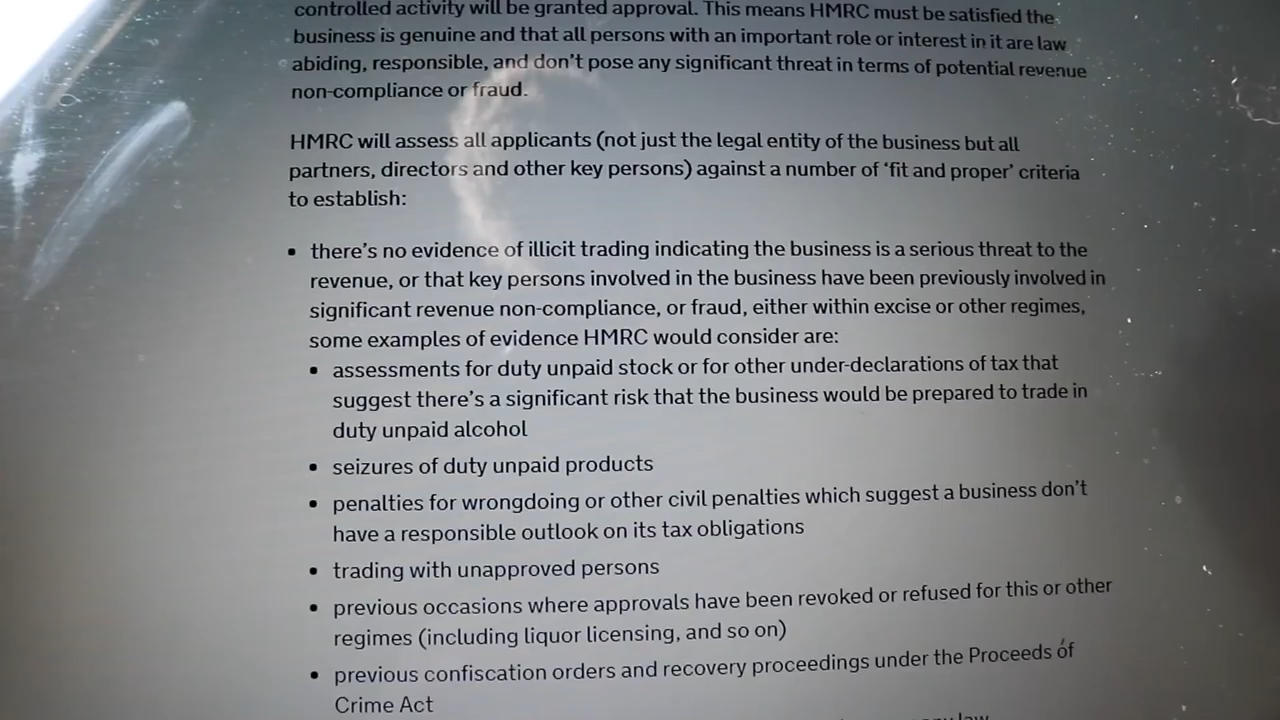 controlled activity will be granted approval. This means HMRC must be satisfied the
business is genuine and that all persons with an important role or interest in it are law
abiding, responsible, and don't pose any significant threat in terms of potential revenue
non-compliance or fraud.
HMRC will assess all applicants (not just the legal entity of the business but all
partners, directors and other key persons) against a number of 'fit and proper' criteria
to establish:
• there's no evidence of illicit trading indicating the business is a serious threat to the
revenue, or that key persons involved in the business have been previously involved in
significant revenue non-compliance, or fraud, either within excise or other regimes,
some examples of evidence HMRC would consider are:
• assessments for duty unpaid stock or for other under-declarations of tax that
suggest there's a significant risk that the business would be prepared to trade in
duty unpaid alcohol
• seizures of duty unpaid products
• penalties for wrongdoing or other civil penalties which suggest a business don't
have a responsible outlook on its tax obligations
• trading with unapproved persons
• previous occasions where approvals have been revoked or refused for this or other
regimes (including liquor licensing, and so on)
• previous confiscation orders and recovery proceedings under the Proceeds of
Crime Act
law